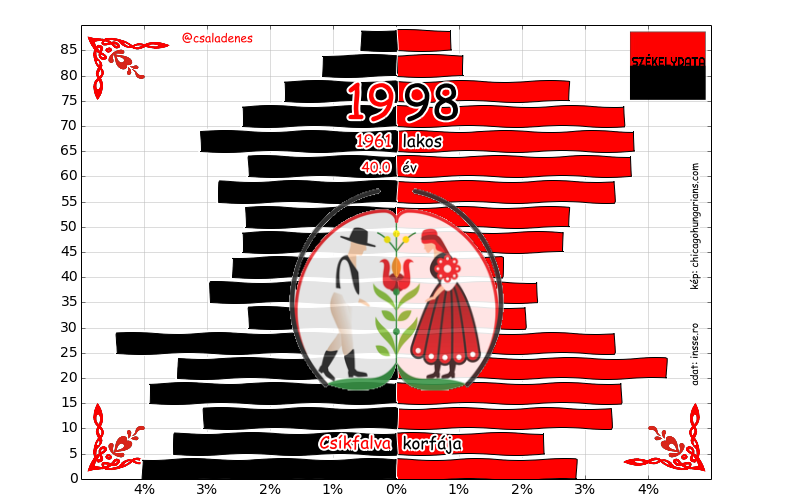 @csaladenes
SZÉKELYDATA
1998
1961 lakos
40.0 év
kép: chicagohungarians.com
adat: insse.ro
Csíkfalva korfája
85
80
75
70
65
60
55
50
45
40
35
30
25
20
15
10
5
0
4% 3% 2% 1% 0% 1% 2% 3% 4%